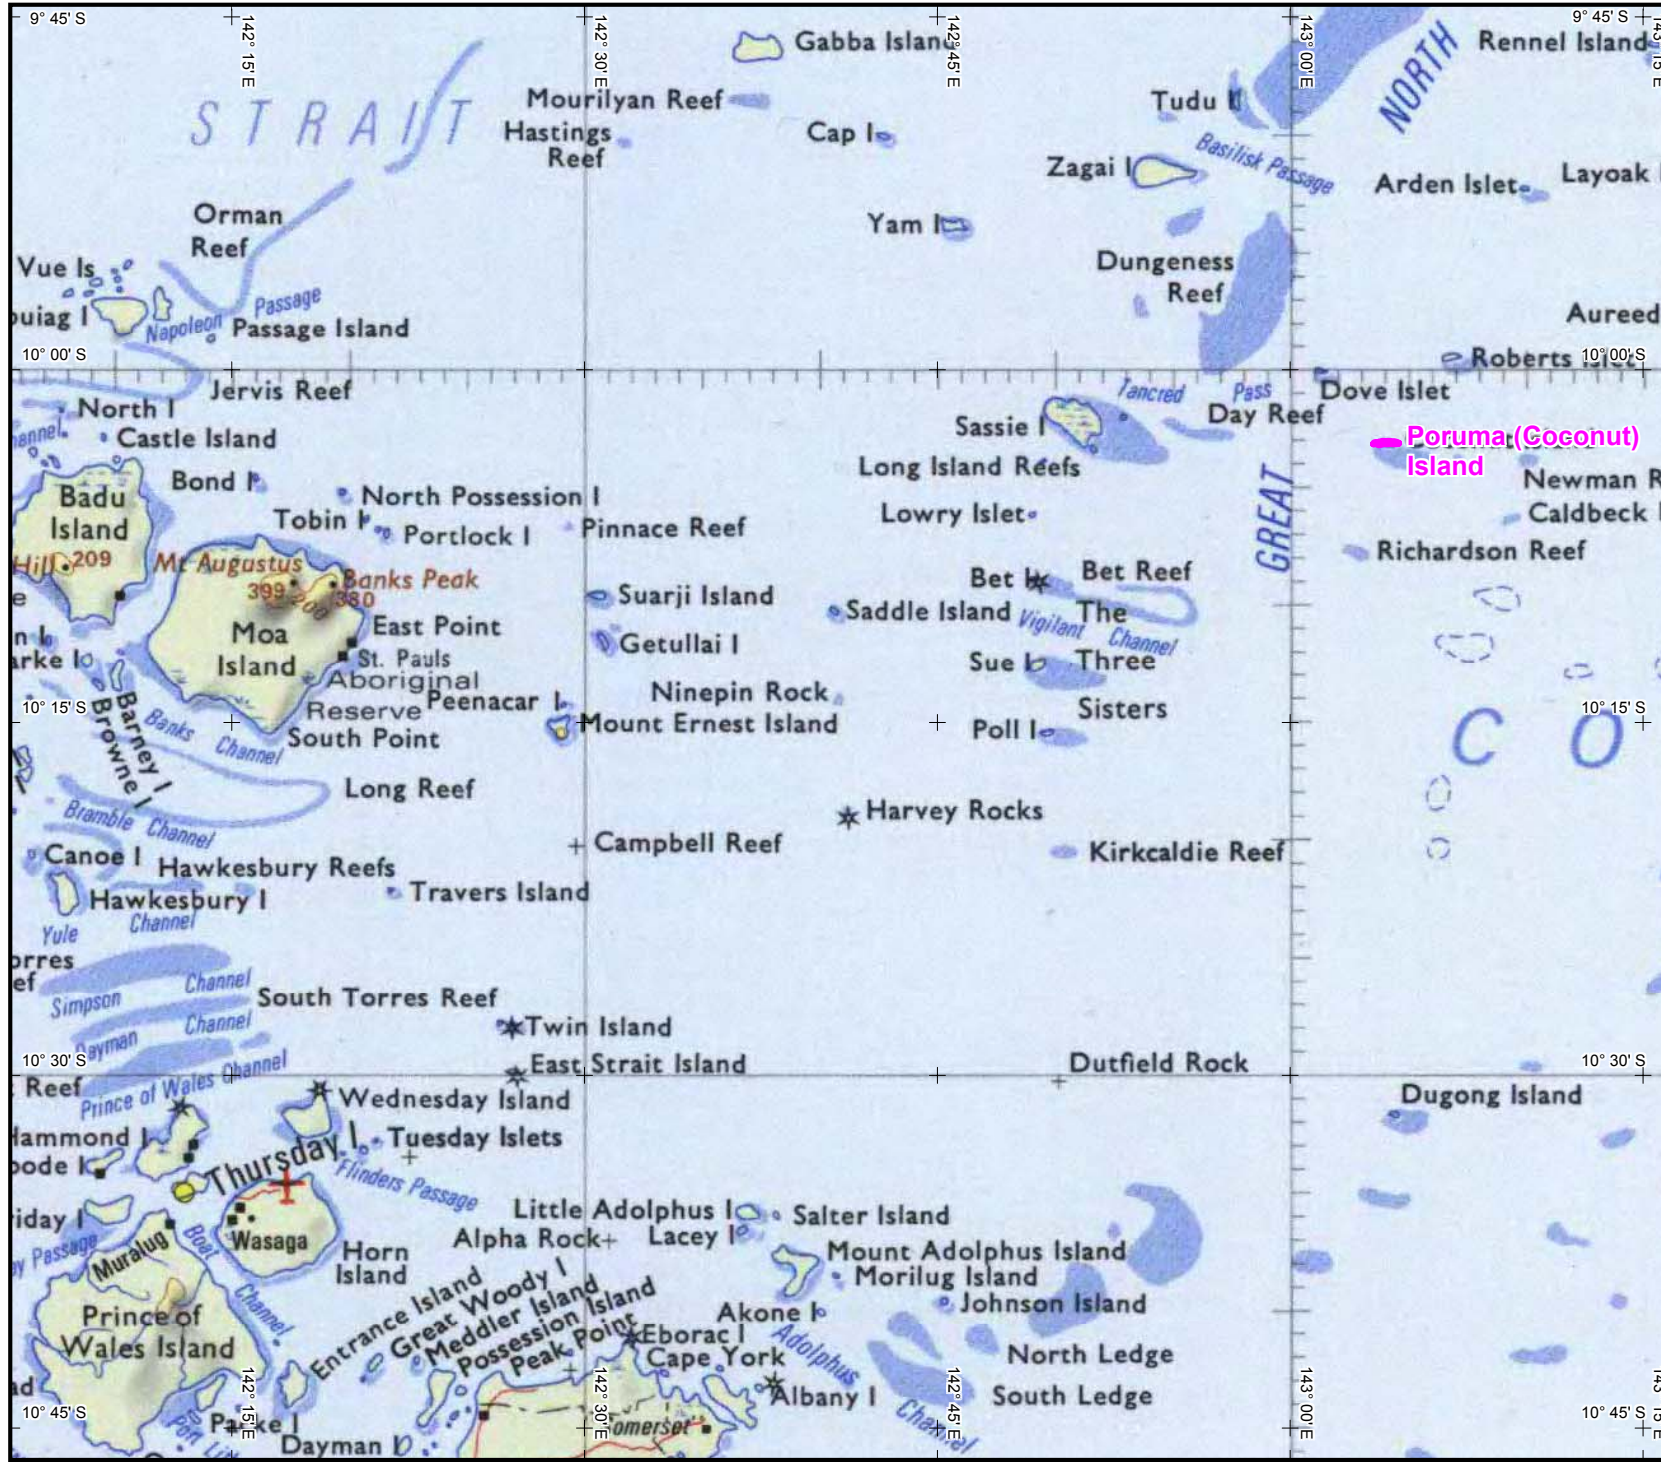 9° 45' S
142° 15' E
142° 30' E
142° 45' E
143° 00' E
9° 45' S
Gabba Island
Rennel Island
NORTH
STRAIT
Mourilyan Reef
Hastings
Reef
Cap I
Tudu I
Basilisk Passage
Zagai I
Arden Islet
Layoak
Orman
Reef
Yam I
Vue Is
Dungeness
Reef
uiag I
Napoleon Passage
Passage Island
Aureed
10° 00' S
10° 00' S
Roberts Islet
Jervis Reef
Tancred Pass
Dove Islet
North I
Day Reef
Sassie I
Castle Island
Poruma (Coconut)
Island
Long Island Reefs
Bond I
Newman R
Badu
Island
North Possession I
Tobin I
Portlock I
Pinnace Reef
Lowry Islet
Caldbeck
GREAT
Richardson Reef
Hill 209
Mt Augustus
399
200
Banks Peak
380
Bet I
Bet Reef
Suarji Island
Saddle Island
The
Vigilant Channel
Moa
Island
East Point
Getullai I
St. Pauls
Sue I
Three
Aboriginal
Reserve
Peenacar I
Ninepin Rock
Sisters
10° 15' S
10° 15' S
Barney I
Browne I
Banks Channel
South Point
Mount Ernest Island
Poll I
C O
Long Reef
Bramble Channel
Harvey Rocks
Campbell Reef
Kirkcaldie Reef
Canoe I
Hawkesbury Reefs
Hawkesbury I
Travers Island
Yule Channel
orres
ef
Simpson Channel
South Torres Reef
Dayman Channel
Twin Island
10° 30' S
10° 30' S
East Strait Island
Dutfield Rock
Reef
Prince of Wales Channel
Wednesday Island
Dugong Island
Hammond I
Tuesday Islets
ode I
Thursday I
Flinders Passage
Little Adolphus I
Salter Island
riday I
Alpha Rock
Lacey I
Passage
Muralug
Boat Channel
Wasaga
Horn
Island
Mount Adolphus Island
Morilug Island
Akone I
Johnson Island
Prince of
Wales Island
Entrance Island
Great Woody I
Meddler Island
Possession Island
Peak Point
Eborac I
Cape York
Adolphus Channel
North Ledge
Albany I
South Ledge
10° 45' S
10° 45' S
Packe I
Port
Dayman I
Somerset
142° 15' E
142° 30' E
142° 45' E
143° 00' E